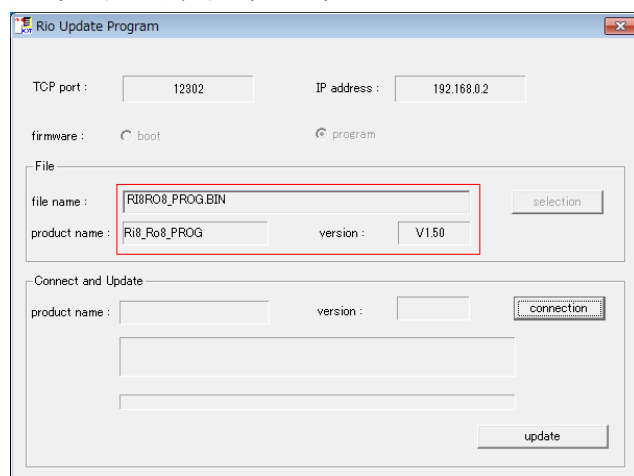 Rio Update Program
TCP port : 12302 IP address : 192.168.0.2
firmware : boot program
File
file name : RI8RO8_PROG.BIN selection
product name : Ri8_Ro8_PROG version : V1.50
Connect and Update
product name : version : connection
update